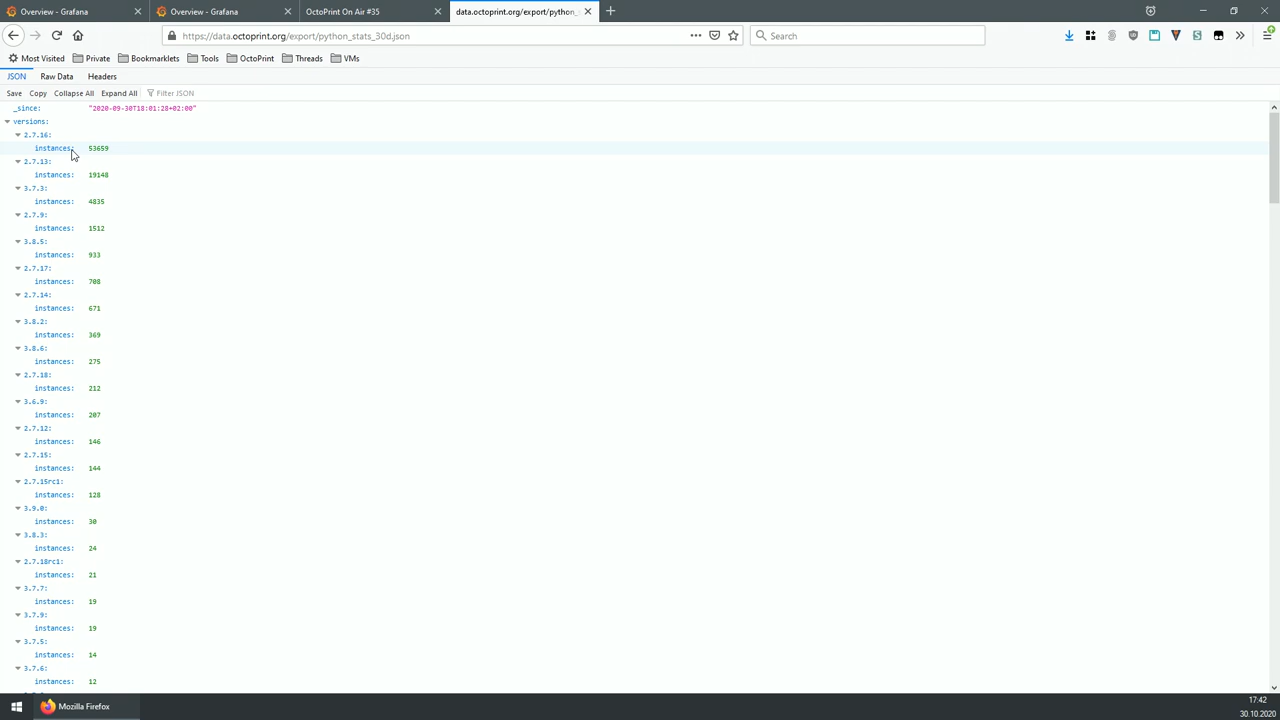 Overview - Grafana
Overview - Grafana
OctoPrint On Air #35
data.octoprint.org/export/python_
https://data.octoprint.org/export/python_stats_30d.json
Search
Most Visited
Private
Bookmarklets
Tools
OctoPrint
Threads
VMs
JSON
Raw Data
Headers
Save
Copy
Collapse All
Expand All
Filter JSON
_since: "2020-09-30T18:01:28+02:00"
versions:
2.7.16:
instances: 53659
2.7.13:
instances: 19148
3.7.3:
instances: 4835
2.7.9:
instances: 1512
3.8.5:
instances: 933
2.7.17:
instances: 708
2.7.14:
instances: 671
3.8.2:
instances: 369
3.8.6:
instances: 275
2.7.18:
instances: 212
3.6.9:
instances: 207
2.7.12:
instances: 146
2.7.15:
instances: 144
2.7.15rc1:
instances: 128
3.9.0:
instances: 30
3.8.3:
instances: 24
2.7.18rc1:
instances: 21
3.7.7:
instances: 19
3.7.9:
instances: 19
3.7.5:
instances: 14
3.7.6:
instances: 12
Mozilla Firefox
17:42
30.10.2020